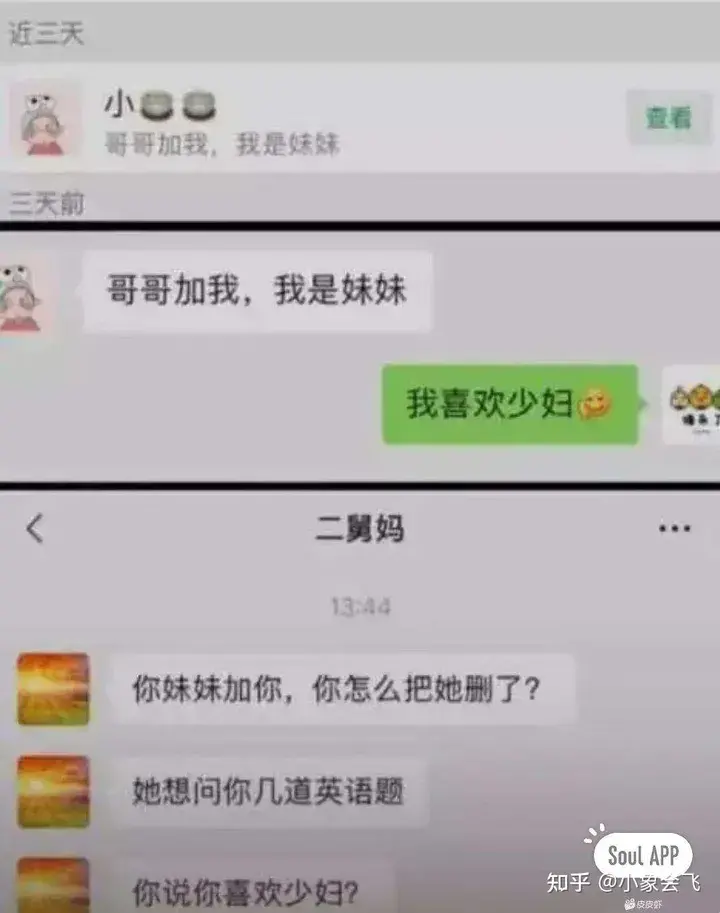 近三天
小
哥哥加我，我是妹妹
查看
三天前
哥哥加我，我是妹妹
我喜欢少妇
二舅妈
13:44
你妹妹加你，你怎么把她删了？
她想问你几道英语题
你说你喜欢少妇？
Soul APP
知乎 @小象会飞
皮皮虾